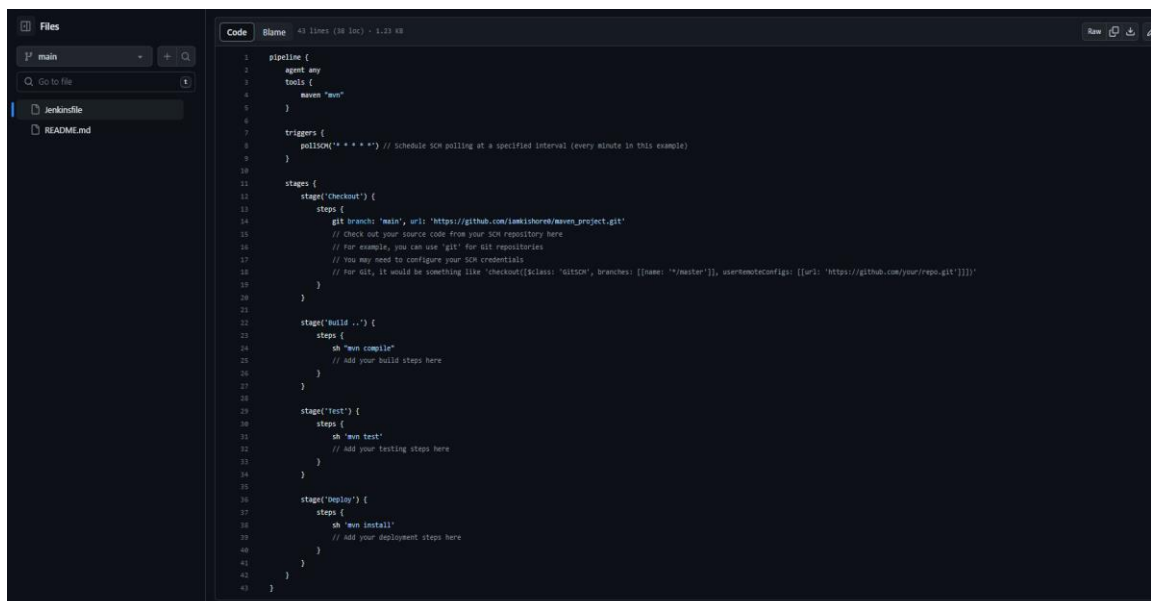 Files
main
Go to file
t
Jenkinsfile
README.md
Code Blame 43 lines (38 loc) · 1.23 KB Raw
1 pipeline {
2 agent any
3 tools {
4 maven "mvn"
5 }
6
7 triggers {
8 pollSCM('* * * * *') // Schedule SCM polling at a specified interval (every minute in this example)
9 }
10
11 stages {
12 stage('Checkout') {
13 steps {
14 git branch: 'main', url: 'https://github.com/iamkishore0/maven_project.git'
15 // Check out your source code from your SCM repository here
16 // For example, you can use 'git' for Git repositories
17 // You may need to configure your SCM credentials
18 // For Git, it would be something like 'checkout([$class: 'GitSCM', branches: [[name: '*/master']], userRemoteConfigs: [[url: 'https://github.com/your/repo.git']]])'
19 }
20 }
21
22 stage('Build ..') {
23 steps {
24 sh "mvn compile"
25 // Add your build steps here
26 }
27 }
28
29 stage('Test') {
30 steps {
31 sh 'mvn test'
32 // Add your testing steps here
33 }
34 }
35
36 stage('Deploy') {
37 steps {
38 sh 'mvn install'
39 // Add your deployment steps here
40 }
41 }
42 }
43 }